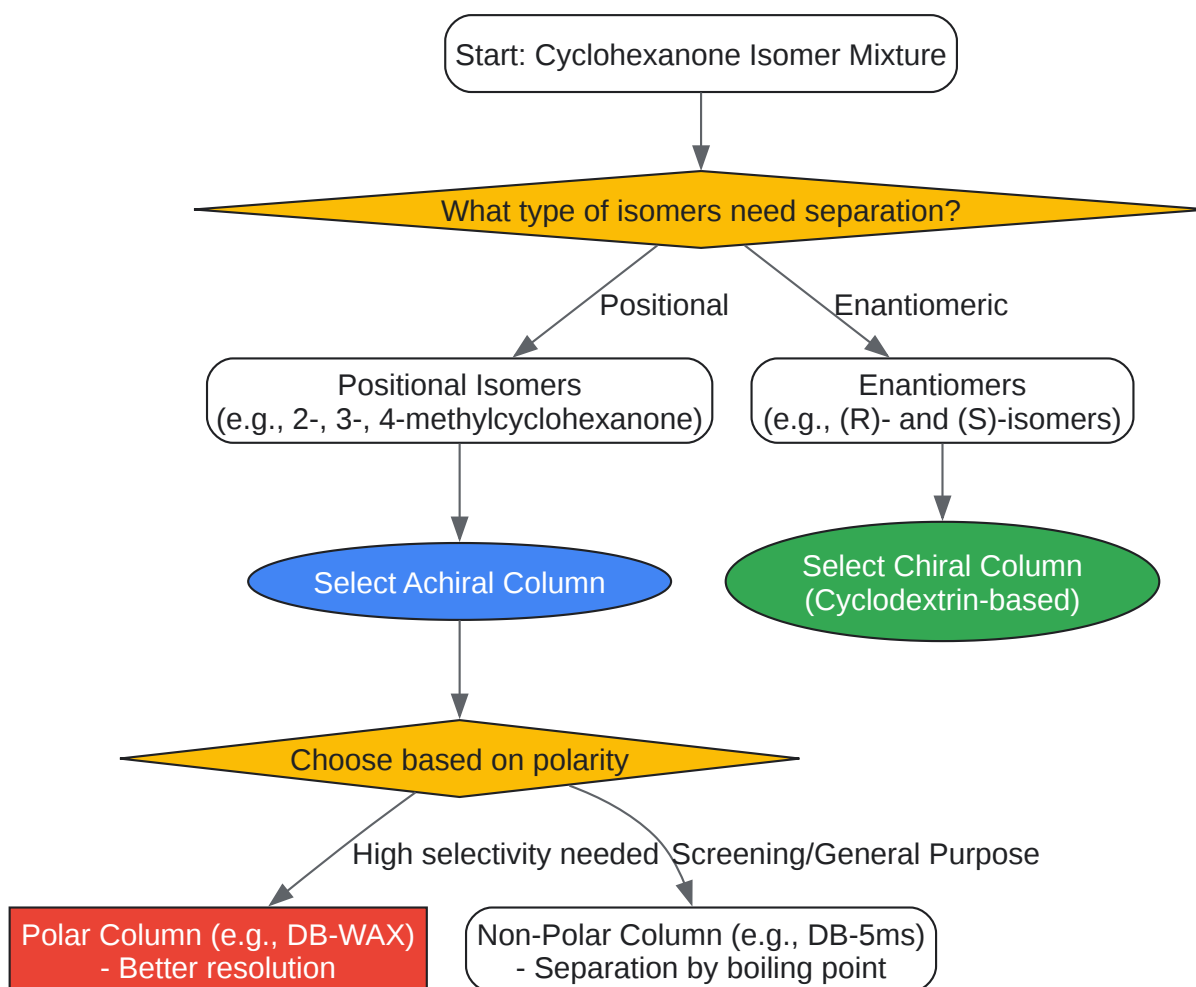 Start: Cyclohexanone Isomer Mixture
What type of isomers need separation?
Positional
Enantiomeric
Positional Isomers
(e.g., 2-, 3-, 4-methylcyclohexanone)
Enantiomers
(e.g., (R)- and (S)-isomers)
Select Achiral Column
Select Chiral Column
(Cyclodextrin-based)
Choose based on polarity
High selectivity needed
Screening/General Purpose
Polar Column (e.g., DB-WAX)
- Better resolution
Non-Polar Column (e.g., DB-5ms)
- Separation by boiling point